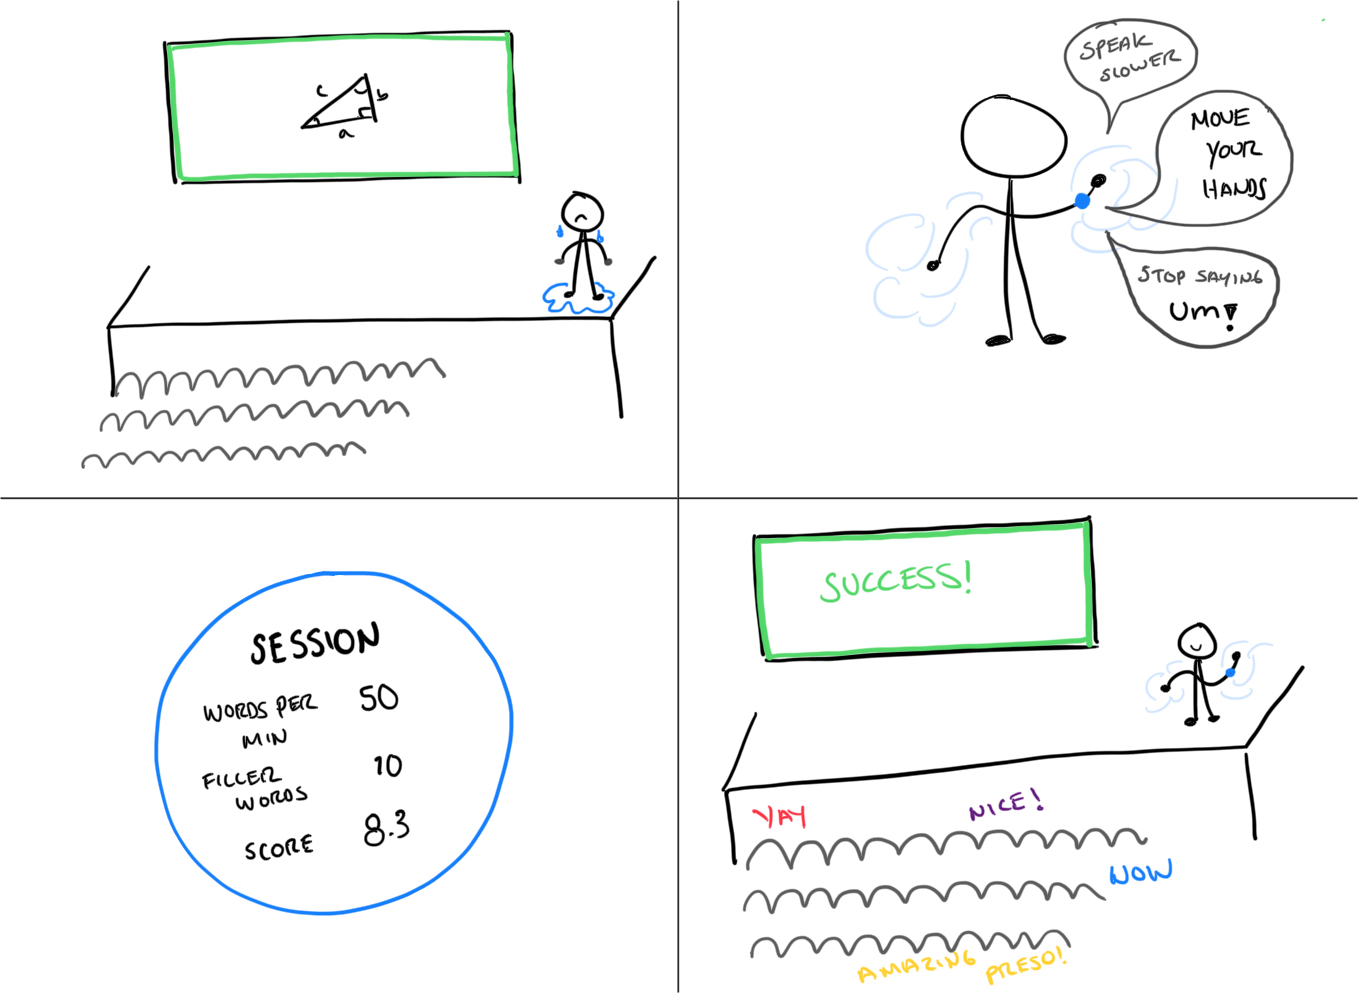 c
b
a
SPEAK
SLOWER
MOVE
YOUR
HANDS
STOP SAYING
Um!
SESSION
WORDS PER
MIN
50
FILLER
WORDS
10
SCORE
8.3
SUCCESS!
YAY
NICE!
WOW
AMAZING PRESO!